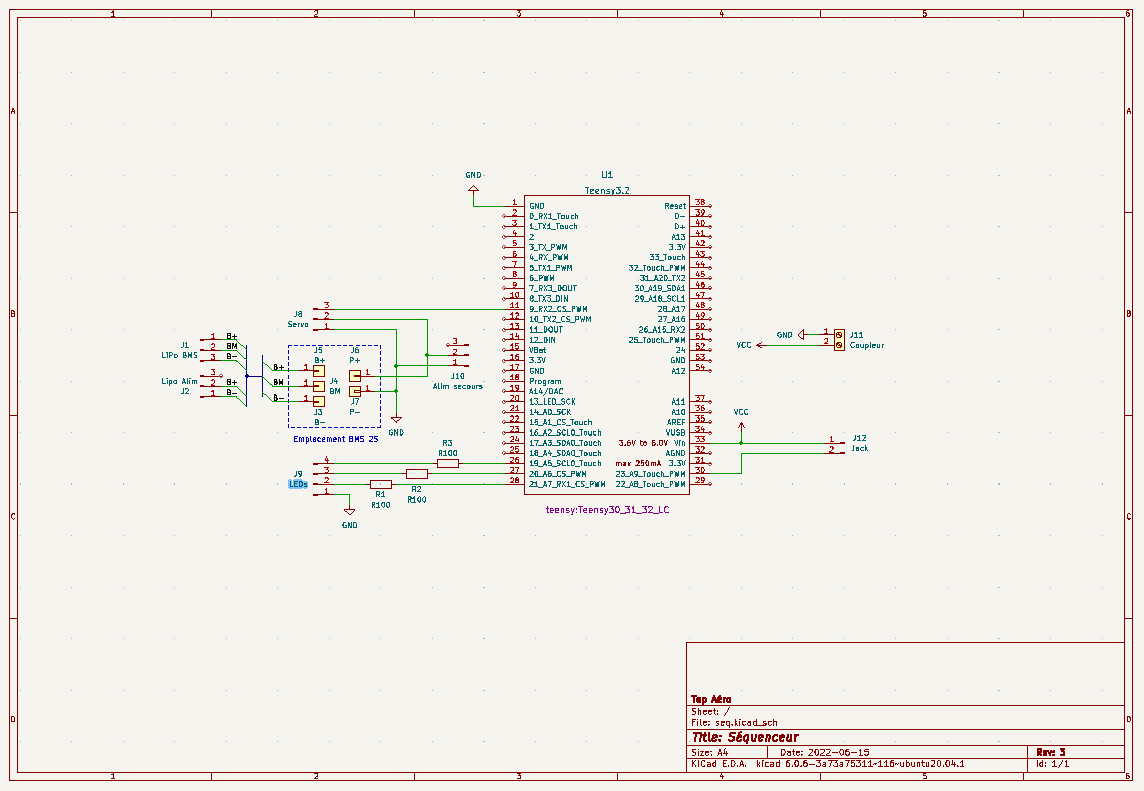 1 2 3 4 5 6
A
B
C
D
GND
U1
Teensy3.2
1 GND
2 0_RX1_Touch
3 1_TX1_Touch
4 2
5 3_TX_PWM
6 4_RX_PWM
7 5_TX1_PWM
8 6_PWM
9 7_RX3_DOUT
10 8_TX3_DIN
11 9_RX2_CS_PWM
12 10_TX2_CS_PWM
13 11_DOUT
14 12_DIN
15 VBat
16 3.3V
17 GND
18 Program
19 A14/DAC
20 13_LED_SCK
21 14_A0_SCK
22 15_A1_CS_Touch
23 16_A2_SCL0_Touch
24 17_A3_SDA0_Touch
25 18_A4_SDA0_Touch
26 19_A5_SCL0_Touch
27 20_A6_CS_PWM
28 21_A7_RX1_CS_PWM
Reset 38
D- 39
D+ 40
A13 41
3.3V 42
33_Touch 43
32_Touch_PWM 44
31_A20_TX2 45
30_A19_SDA1 46
29_A18_SCL1 47
28_A17 48
27_A16 49
26_A15_RX2 50
25_Touch_PWM 51
24 52
GND 53
A12 54
A11 37
A10 36
AREF 35
VUSB 34
3.6V to 6.0V Vin 33
AGND 32
max 250mA 3.3V 31
23_A9_Touch_PWM 30
22_A8_Touch_PWM 29
teensy:Teensy30_31_32_LC
J8
Servo
3
2
1
J1
LiPo BMS
1 B+
2 BM
3 B-
Lipo Alim
J2
3
2 B+
1 B-
B+ 1
BM 1
B- 1
J5
B+
J6
P+
1
J4
BM
J3
B-
J7
P-
1
Emplacement BMS 2S
GND
3
2
1
J10
Alim secours
J9
LEDs
4
3
2
1
R3
R100
R2
R100
R1
R100
GND
GND
VCC
1
2
J11
Coupleur
VCC
1
2
J12
Jack
Top Aéro
Sheet: /
File: seq.kicad_sch
Title: Séquenceur
Size: A4 Date: 2022-06-15 Rev: 3
KiCad E.D.A. kicad 6.0.6-3a73a75311~116~ubuntu20.04.1 Id: 1/1
1 2 3 4 5 6
A
B
C
D